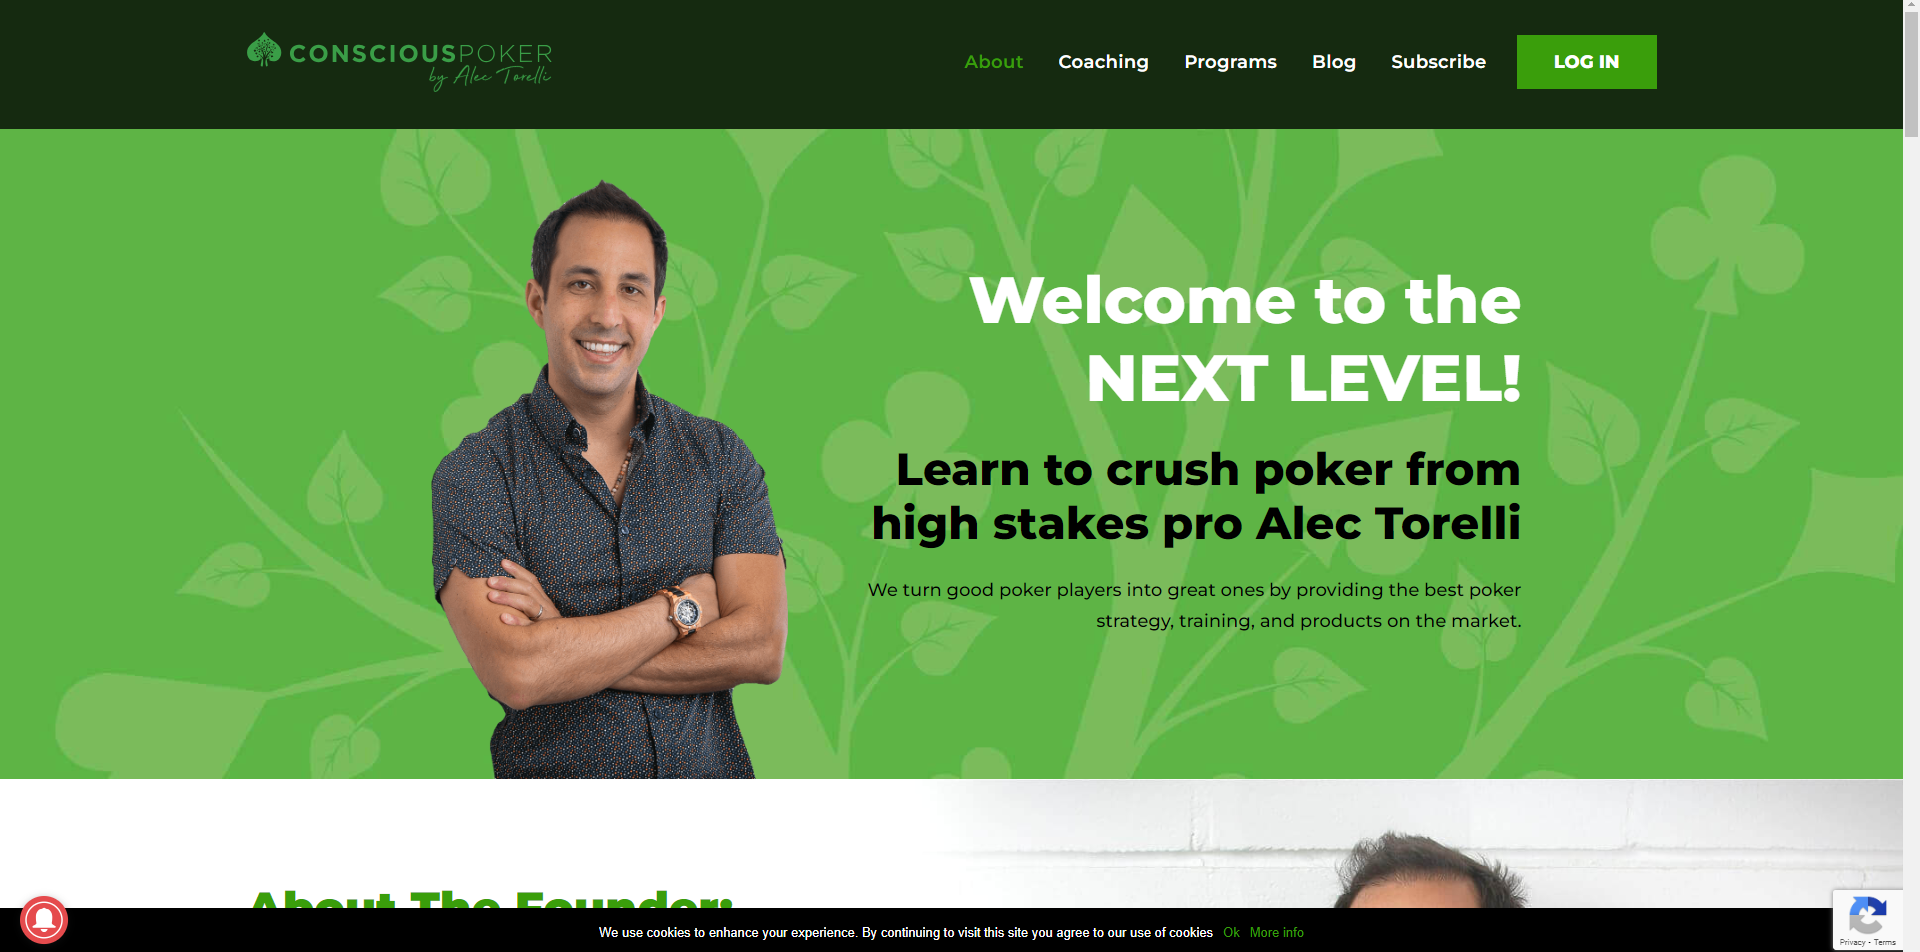 CONSCIOUSPOKER
by Alec Torelli
About Coaching Programs Blog Subscribe LOG IN
Welcome to the
NEXT LEVEL!
Learn to crush poker from
high stakes pro Alec Torelli
We turn good poker players into great ones by providing the best poker
strategy, training, and products on the market.
About The Founder:
We use cookies to enhance your experience. By continuing to visit this site you agree to our use of cookies Ok More info
Privacy - Terms